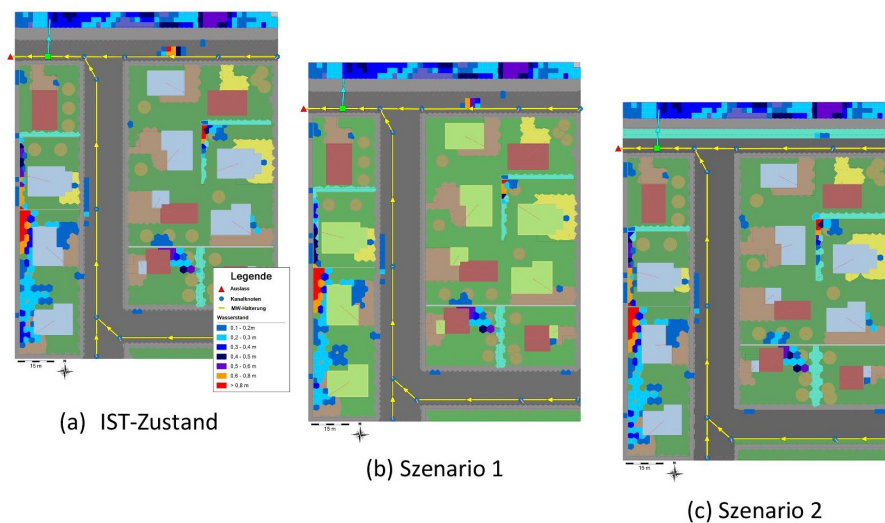 Legende
Auslass
Kanalknoten
MW-Halterung
Wasserstand
0,1 - 0,2m
0,2 - 0,3 m
0,3 - 0,4 m
0,4 - 0,5 m
0,5 - 0,6 m
0,6 - 0,8 m
> 0,8 m
15 m
(a) IST-Zustand
15 m
(b) Szenario 1
15 m
(c) Szenario 2